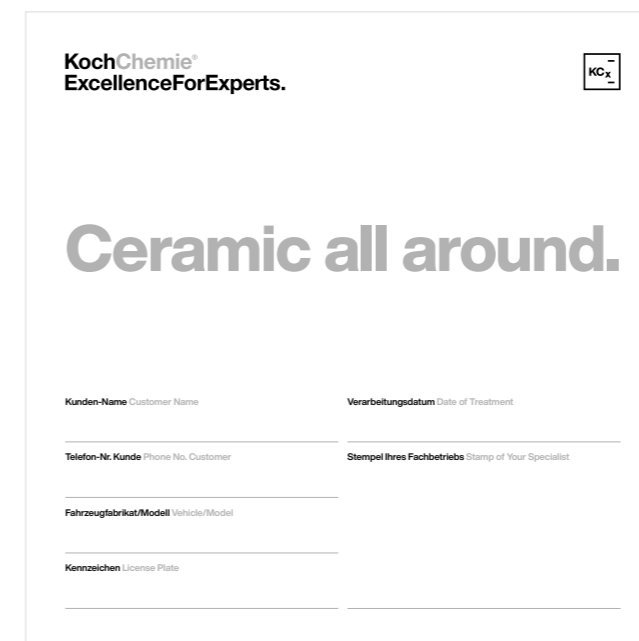 KochChemie®
ExcellenceForExperts.
KCx
Ceramic all around.
Kunden-Name Customer Name
Verarbeitungsdatum Date of Treatment
Telefon-Nr. Kunde Phone No. Customer
Stempel Ihres Fachbetriebs Stamp of Your Specialist
Fahrzeugfabrikat/Modell Vehicle/Model
Kennzeichen License Plate